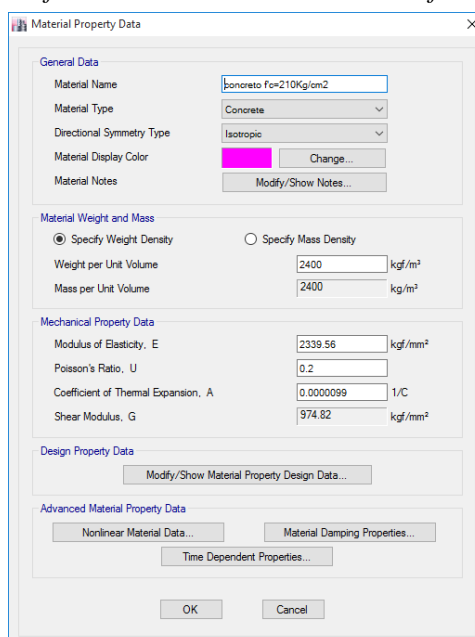 Material Property Data
General Data
Material Name concreto f'c=210Kg/cm2
Material Type Concrete
Directional Symmetry Type Isotropic
Material Display Color Change...
Material Notes Modify/Show Notes...
Material Weight and Mass
Specify Weight Density Specify Mass Density
Weight per Unit Volume 2400 kgf/m³
Mass per Unit Volume 2400 kg/m³
Mechanical Property Data
Modulus of Elasticity, E 2339.56 kgf/mm²
Poisson's Ratio, U 0.2
Coefficient of Thermal Expansion, A 0.0000099 1/C
Shear Modulus, G 974.82 kgf/mm²
Design Property Data
Modify/Show Material Property Design Data...
Advanced Material Property Data
Nonlinear Material Data... Material Damping Properties...
Time Dependent Properties...
OK Cancel